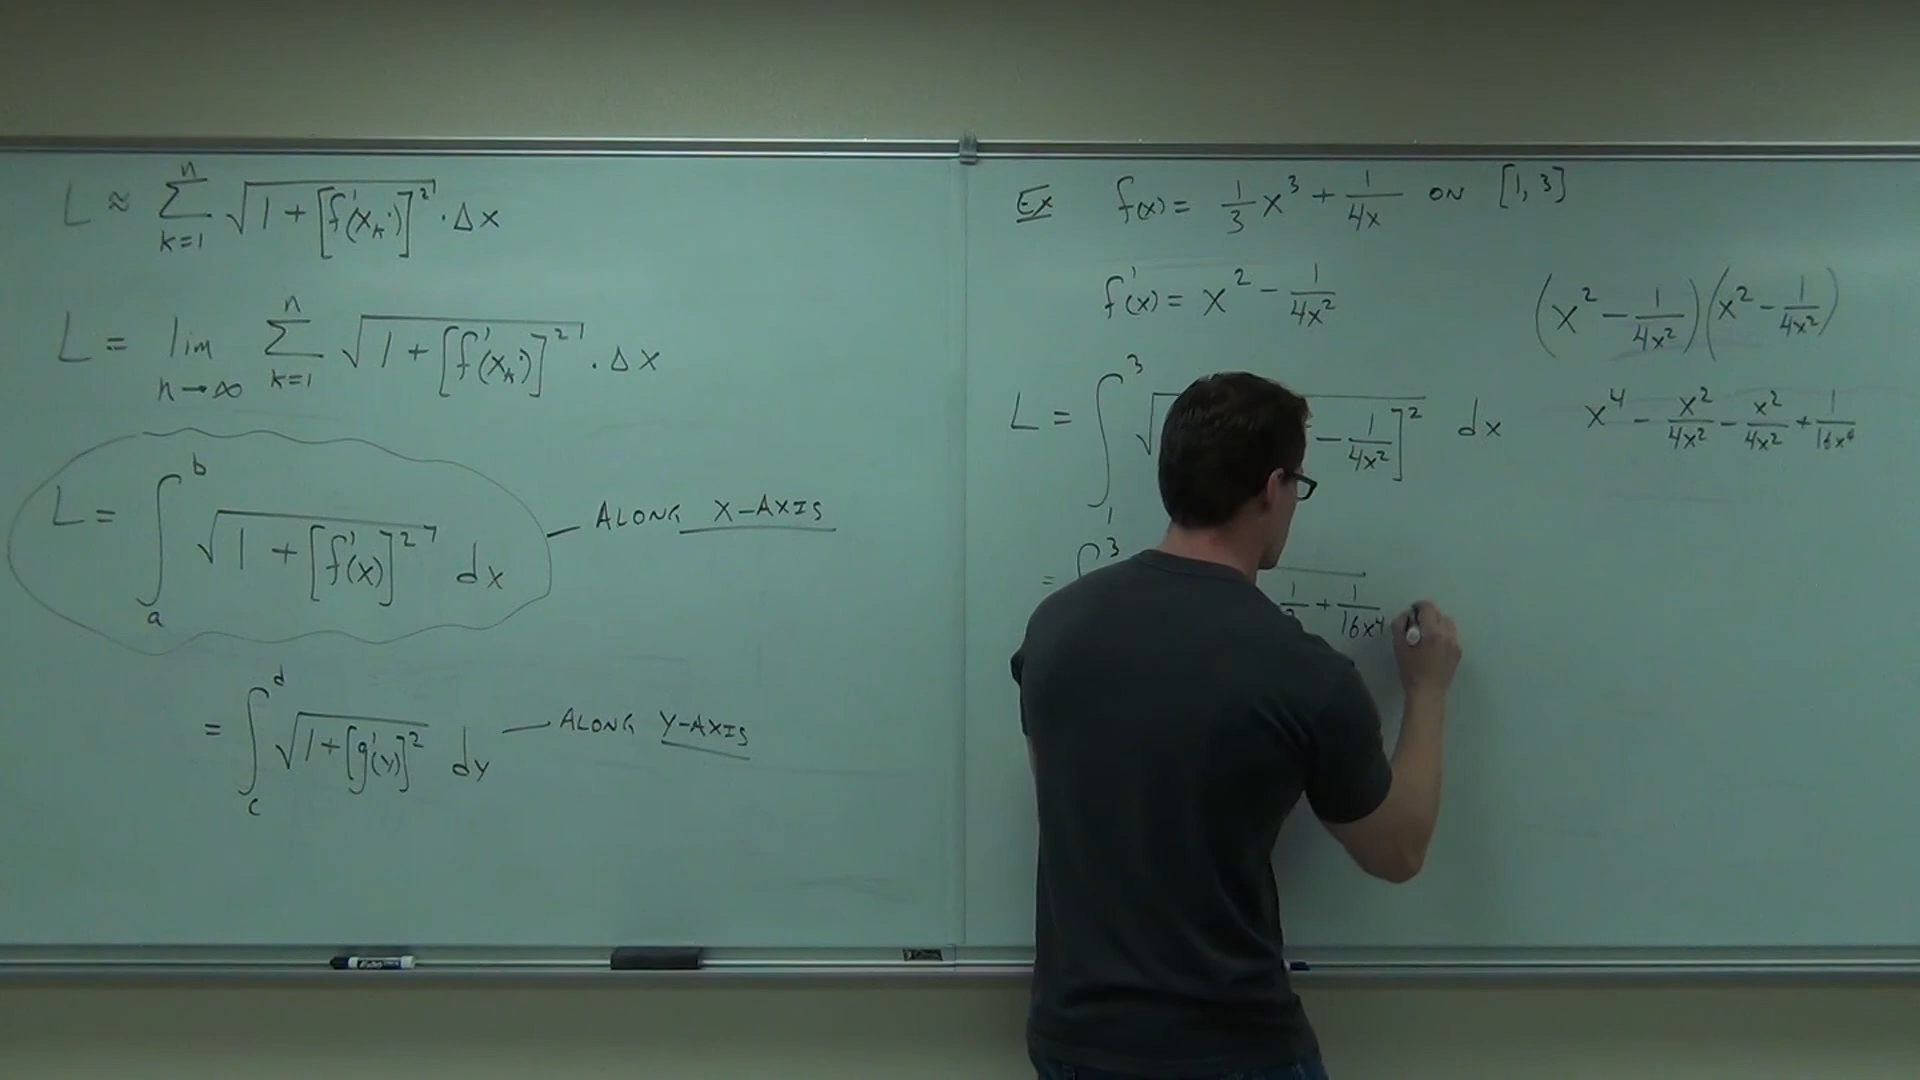 L ≈ Σ_{k=1}^{n} √(1 + [f'(x_k*)]²) · Δx
L = lim_{n→∞} Σ_{k=1}^{n} √(1 + [f'(x_k*)]²) · Δx
L = ∫_a^b √(1 + [f'(x)]²) dx — ALONG X-AXIS
= ∫_c^d √(1 + [g'(y)]²) dy — ALONG Y-AXIS
Ex f(x) = 1/3 x³ + 1/(4x) ON [1, 3]
f'(x) = x² − 1/(4x²)
L = ∫_1^3 √ − 1/(4x²)]² dx
= ∫^3 + 1/(16x⁴)
(x² − 1/(4x²))(x² − 1/(4x²))
x⁴ − x²/(4x²) − x²/(4x²) + 1/(16x⁴)